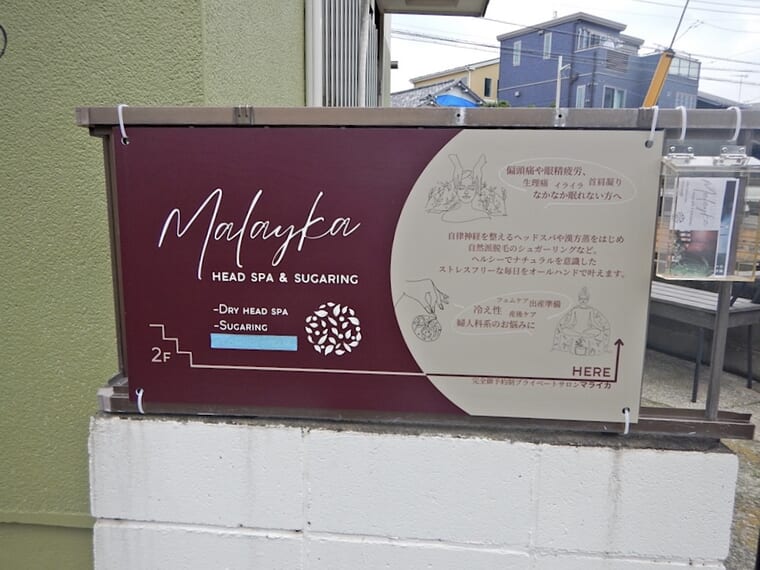 Malayka
HEAD SPA & SUGARING
-DRY HEAD SPA
-SUGARING
2F
偏頭痛や眼精疲労、
生理痛 イライラ 首肩凝り
なかなか眠れない方へ
自律神経を整えるヘッドスパや漢方蒸をはじめ
自然派脱毛のシュガーリングなど。
ヘルシーでナチュラルを意識した
ストレスフリーな毎日をオールハンドで叶えます。
フェムケア 出産準備
冷え性 産後ケア
婦人科系のお悩みに
HERE
完全御予約制プライベートサロンマライカ
Malayka